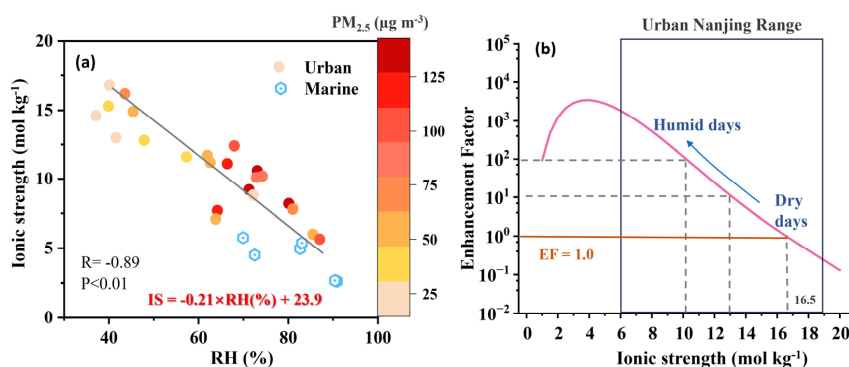 PM2.5 (µg m-3)
(a)
Urban
Marine
Ionic strength (mol kg-1)
20
15
10
5
0
R= -0.89
P<0.01
IS = -0.21×RH(%) + 23.9
40
60
80
100
RH (%)
125
100
75
50
25
Urban Nanjing Range
(b)
Enhancement Factor
10^5
10^4
10^3
10^2
10^1
10^0
10^-1
10^-2
Humid days
Dry
days
EF = 1.0
16.5
0
2
4
6
8
10
12
14
16
18
20
Ionic strength (mol kg-1)